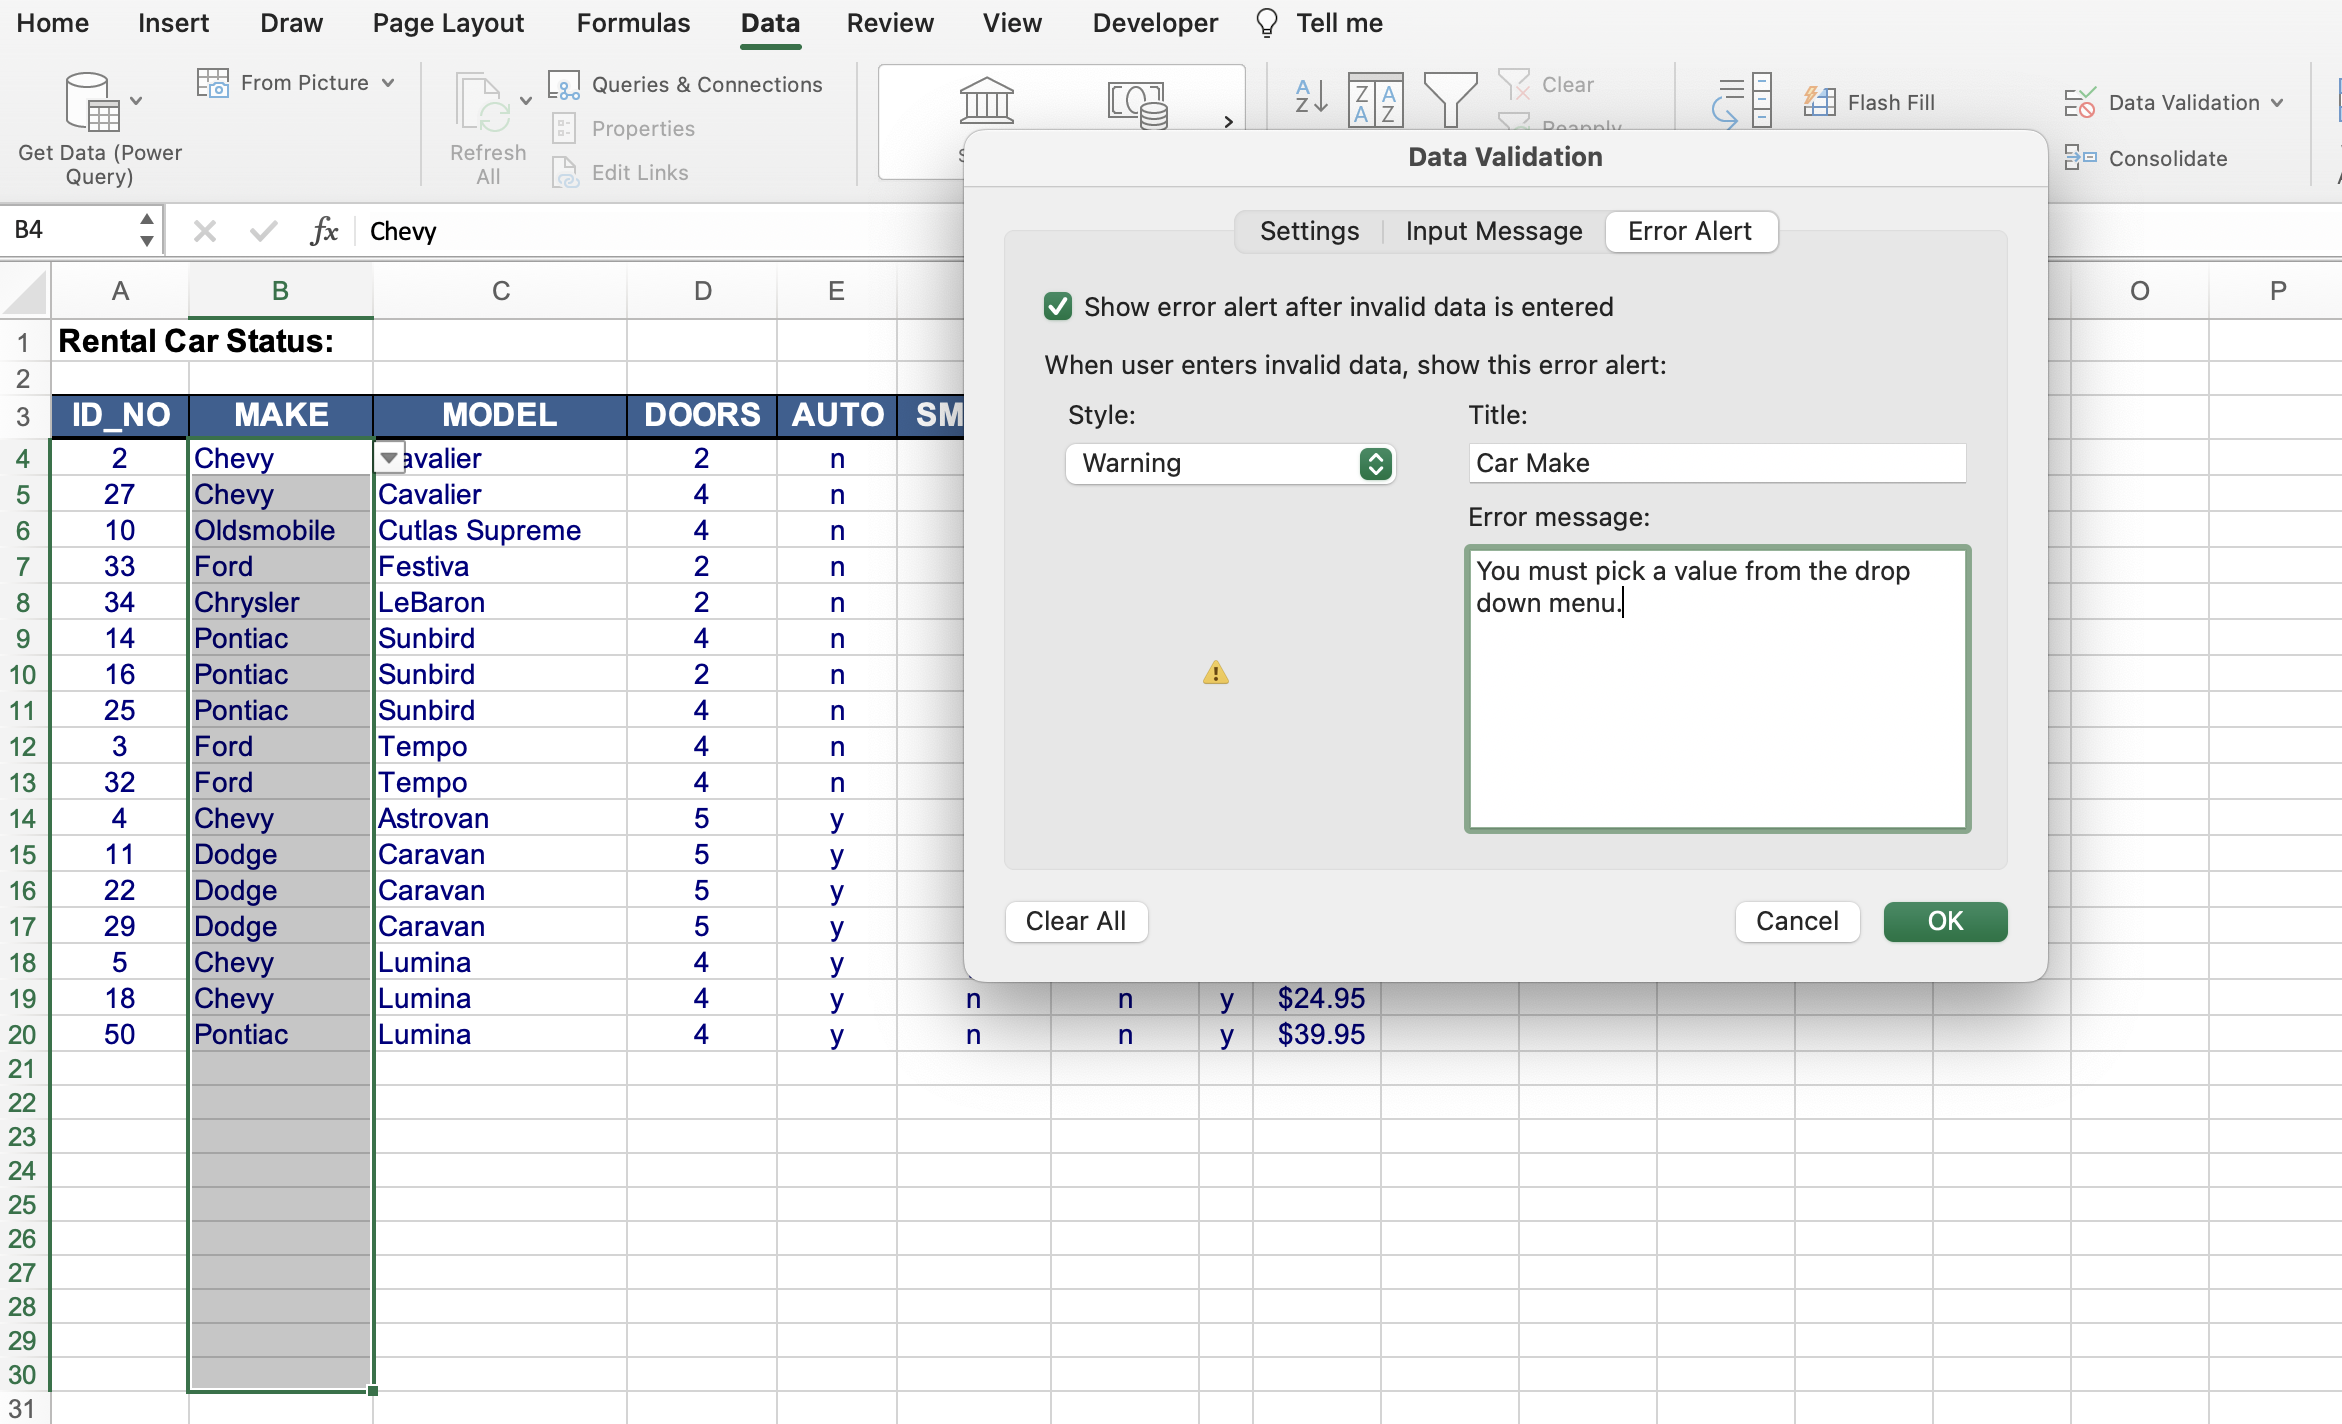 Home Insert Draw Page Layout Formulas Data Review View Developer Tell me
From Picture
Get Data (Power
Query)
Refresh
All
Queries & Connections
Properties
Edit Links
Clear
Flash Fill
Data Validation
Consolidate
B4 fx Chevy
Data Validation
Settings Input Message Error Alert
Show error alert after invalid data is entered
When user enters invalid data, show this error alert:
Style: Title:
Warning Car Make
Error message:
You must pick a value from the drop
down menu.
Clear All Cancel OK
A B C D E O P
1 Rental Car Status:
2
3 ID_NO MAKE MODEL DOORS AUTO SM
4 2 Chevy avalier 2 n
5 27 Chevy Cavalier 4 n
6 10 Oldsmobile Cutlas Supreme 4 n
7 33 Ford Festiva 2 n
8 34 Chrysler LeBaron 2 n
9 14 Pontiac Sunbird 4 n
10 16 Pontiac Sunbird 2 n
11 25 Pontiac Sunbird 4 n
12 3 Ford Tempo 4 n
13 32 Ford Tempo 4 n
14 4 Chevy Astrovan 5 y
15 11 Dodge Caravan 5 y
16 22 Dodge Caravan 5 y
17 29 Dodge Caravan 5 y
18 5 Chevy Lumina 4 y
19 18 Chevy Lumina 4 y n n y $24.95
20 50 Pontiac Lumina 4 y n n y $39.95
21
22
23
24
25
26
27
28
29
30
31